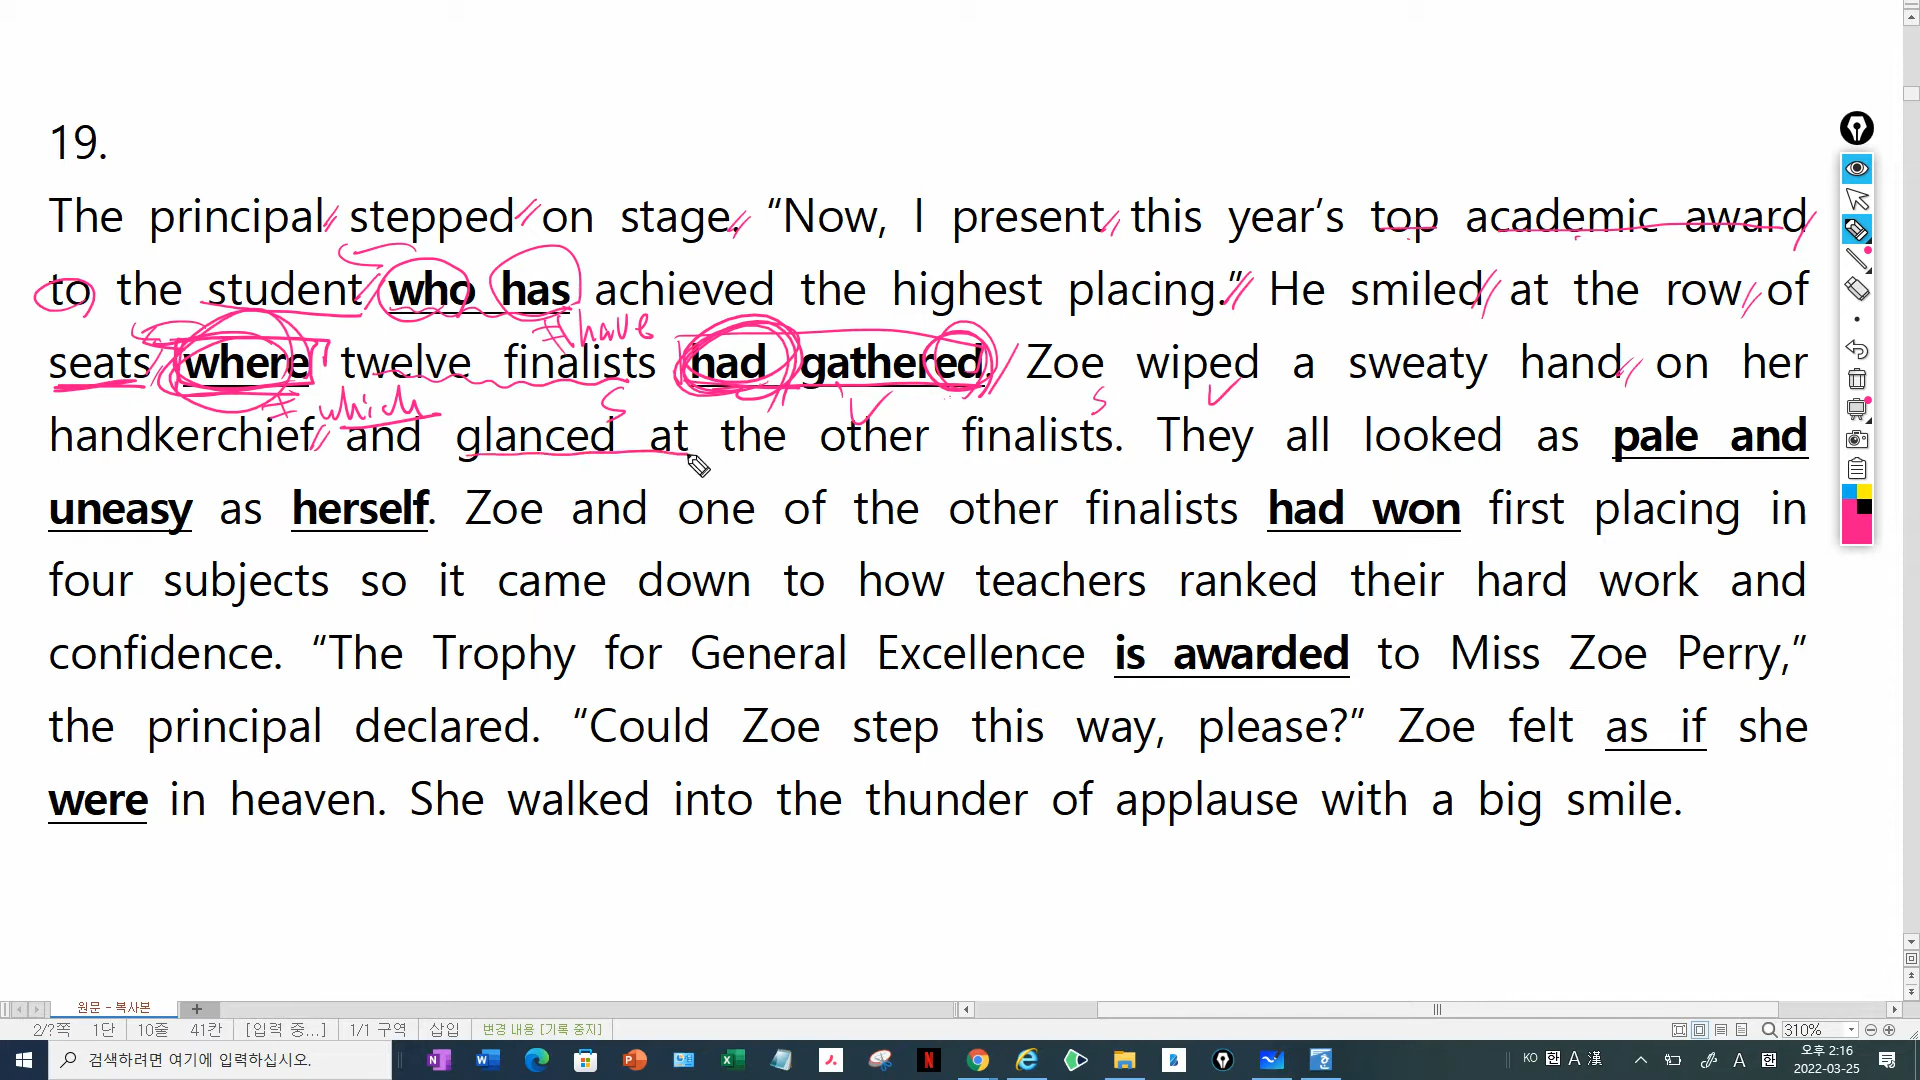 19.
The principal stepped on stage. “Now, I present this year’s top academic award
to the student who has achieved the highest placing.” He smiled at the row of
≠ have
seats where twelve finalists had gathered. Zoe wiped a sweaty hand on her
≠ which S V S V
handkerchief and glanced at the other finalists. They all looked as pale and
uneasy as herself. Zoe and one of the other finalists had won first placing in
four subjects so it came down to how teachers ranked their hard work and
confidence. “The Trophy for General Excellence is awarded to Miss Zoe Perry,”
the principal declared. “Could Zoe step this way, please?” Zoe felt as if she
were in heaven. She walked into the thunder of applause with a big smile.
원문 - 복사본
2/?쪽 1단 10줄 41칸 [입력 중...] 1/1 구역 삽입 변경 내용 [기록 중지] 310%
검색하려면 여기에 입력하십시오. KO 한 A 漢 A 한 오후 2:16
2022-03-25